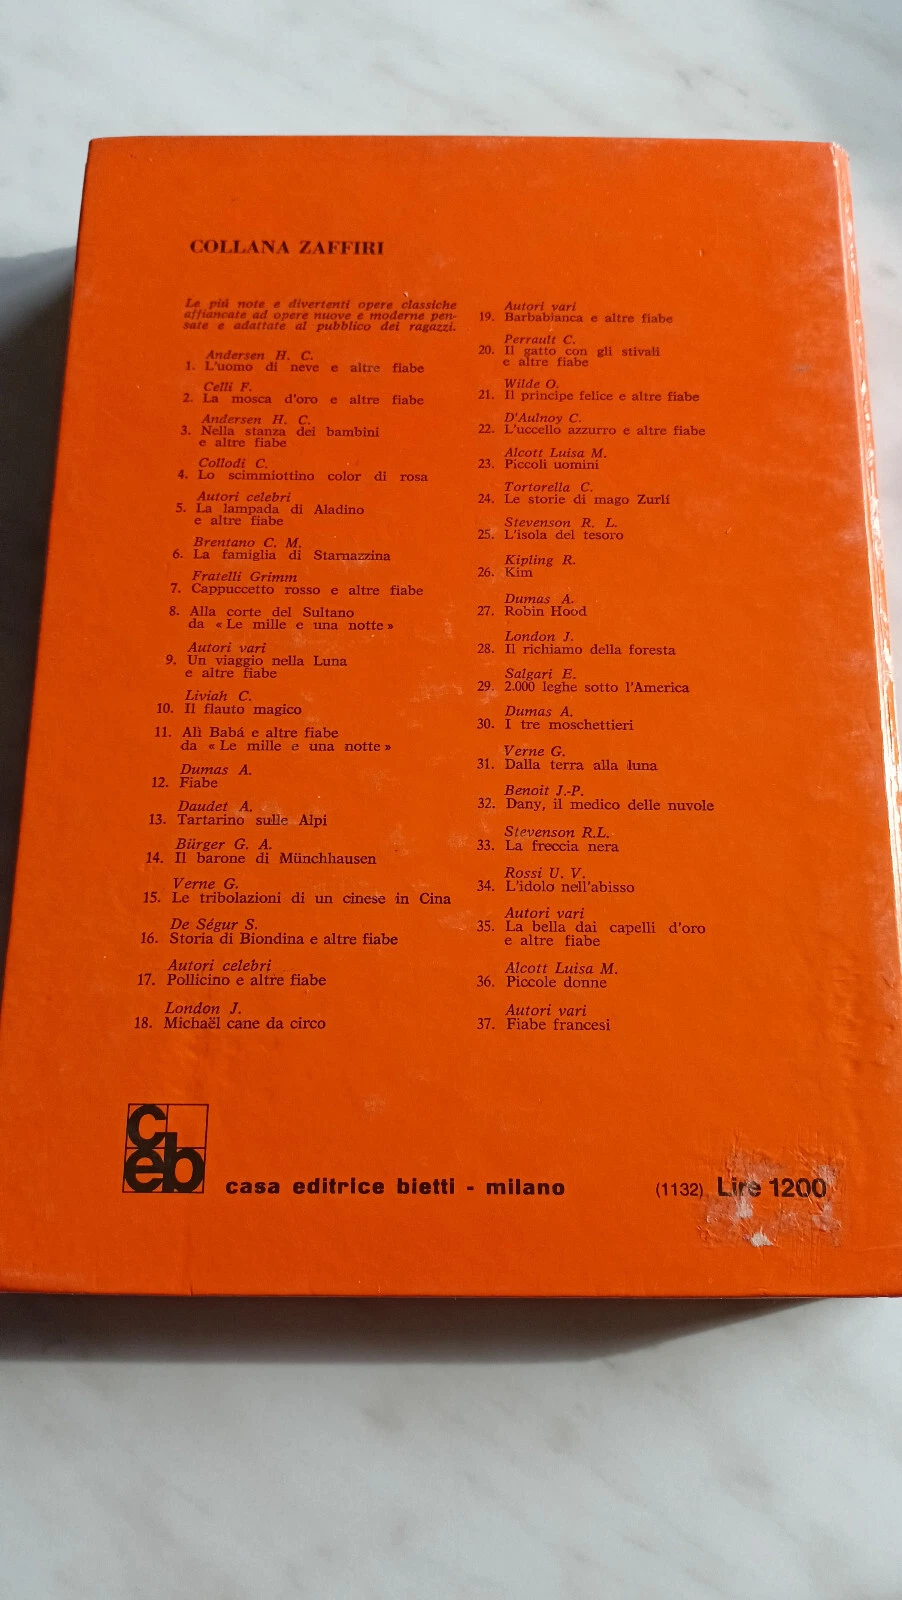 COLLANA ZAFFIRI
Le più note e divertenti opere classiche
affiancate ad opere nuove e moderne pen-
sate e adattate al pubblico dei ragazzi.
Andersen H. C.
1. L'uomo di neve e altre fiabe
Celli F.
2. La mosca d'oro e altre fiabe
Andersen H. C.
3. Nella stanza dei bambini
e altre fiabe
Collodi C.
4. Lo scimmiottino color di rosa
Autori celebri
5. La lampada di Aladino
e altre fiabe
Brentano C. M.
6. La famiglia di Starnazzina
Fratelli Grimm
7. Cappuccetto rosso e altre fiabe
8. Alla corte del Sultano
da « Le mille e una notte »
Autori vari
9. Un viaggio nella Luna
e altre fiabe
Liviah C.
10. Il flauto magico
11. Alì Babá e altre fiabe
da « Le mille e una notte »
Dumas A.
12. Fiabe
Daudet A.
13. Tartarino sulle Alpi
Bürger G. A.
14. Il barone di Münchhausen
Verne G.
15. Le tribolazioni di un cinese in Cina
De Ségur S.
16. Storia di Biondina e altre fiabe
Autori celebri
17. Pollicino e altre fiabe
London J.
18. Michaël cane da circo
Autori vari
19. Barbabianca e altre fiabe
Perrault C.
20. Il gatto con gli stivali
e altre fiabe
Wilde O.
21. Il principe felice e altre fiabe
D'Aulnoy C.
22. L'uccello azzurro e altre fiabe
Alcott Luisa M.
23. Piccoli uomini
Tortorella C.
24. Le storie di mago Zurlí
Stevenson R. L.
25. L'isola del tesoro
Kipling R.
26. Kim
Dumas A.
27. Robin Hood
London J.
28. Il richiamo della foresta
Salgari E.
29. 2.000 leghe sotto l'America
Dumas A.
30. I tre moschettieri
Verne G.
31. Dalla terra alla luna
Benoit J.-P.
32. Dany, il medico delle nuvole
Stevenson R.L.
33. La freccia nera
Rossi U. V.
34. L'idolo nell'abisso
Autori vari
35. La bella dai capelli d'oro
e altre fiabe
Alcott Luisa M.
36. Piccole donne
Autori vari
37. Fiabe francesi
c
eb
casa editrice bietti - milano
(1132) Lire 1200